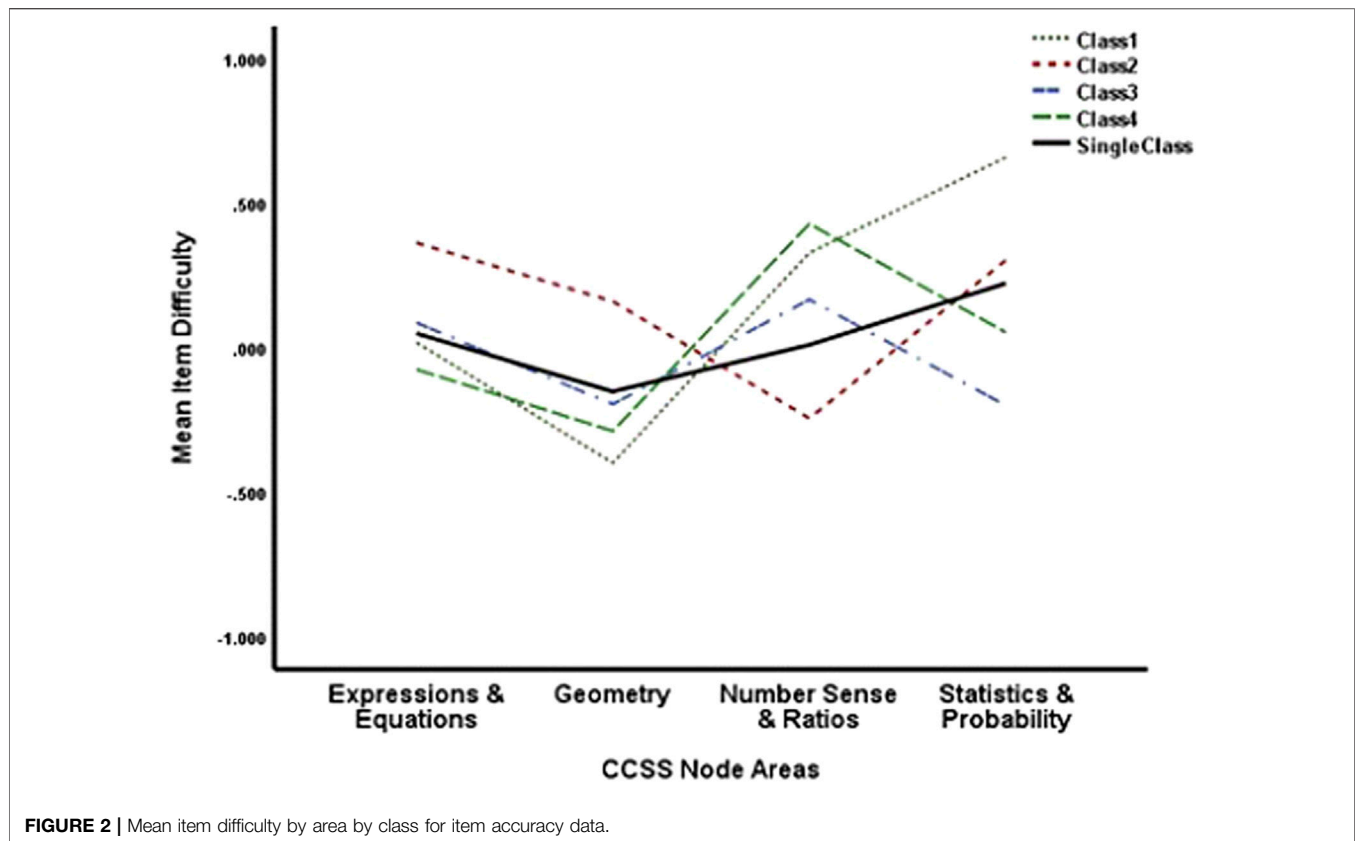 Class1
Class2
Class3
Class4
SingleClass
1.000
.500
.000
-.500
-1.000
Mean Item Difficulty
Expressions &
Equations
Geometry
Number Sense
& Ratios
Statistics &
Probability
CCSS Node Areas
FIGURE 2 | Mean item difficulty by area by class for item accuracy data.